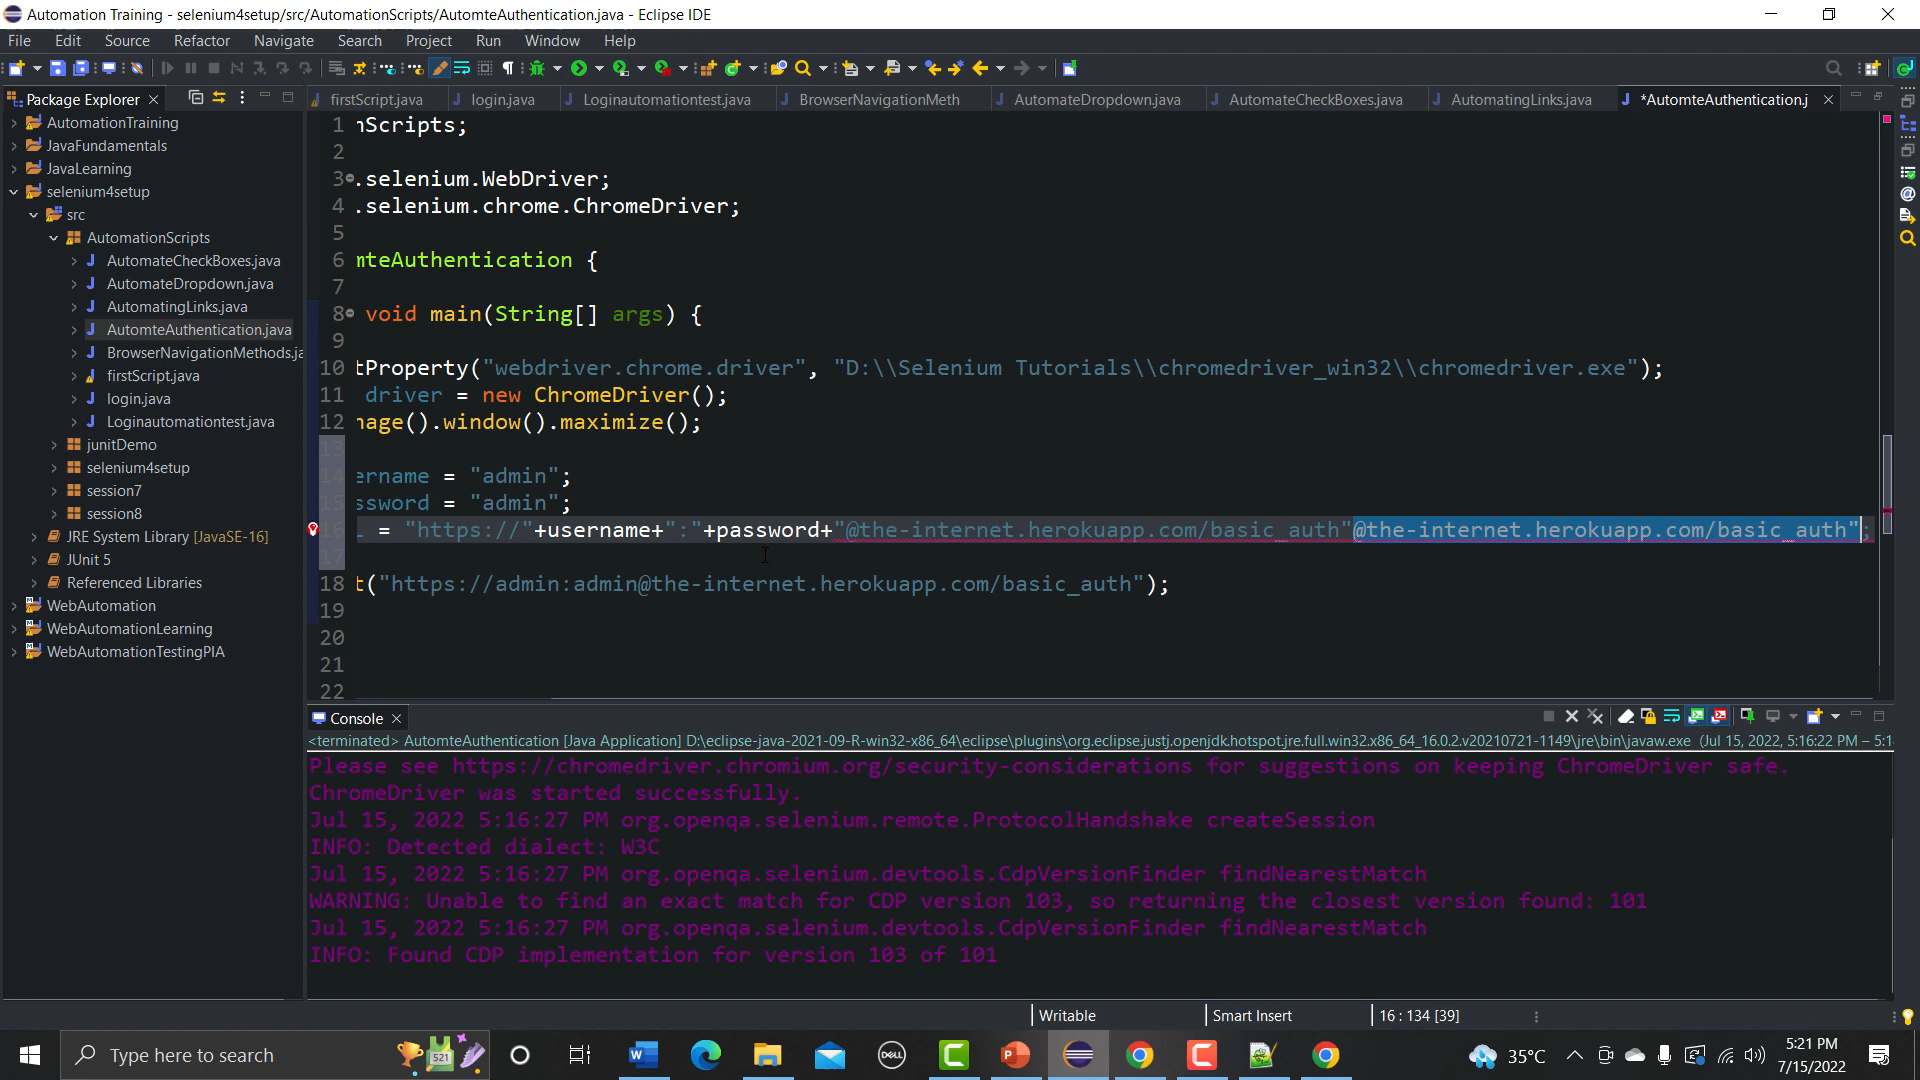 Automation Training - selenium4setup/src/AutomationScripts/AutomteAuthentication.java - Eclipse IDE
File Edit Source Refactor Navigate Search Project Run Window Help
Package Explorer
firstScript.java
login.java
Loginautomationtest.java
BrowserNavigationMeth
AutomateDropdown.java
AutomateCheckBoxes.java
AutomatingLinks.java
*AutomteAuthentication.j
AutomationTraining
JavaFundamentals
JavaLearning
selenium4setup
src
AutomationScripts
AutomateCheckBoxes.java
AutomateDropdown.java
AutomatingLinks.java
AutomteAuthentication.java
BrowserNavigationMethods.ja
firstScript.java
login.java
Loginautomationtest.java
junitDemo
selenium4setup
session7
session8
JRE System Library [JavaSE-16]
JUnit 5
Referenced Libraries
WebAutomation
WebAutomationLearning
WebAutomationTestingPIA
1 nScripts;
2
3 .selenium.WebDriver;
4 .selenium.chrome.ChromeDriver;
5
6 mteAuthentication {
7
8 void main(String[] args) {
9
10 tProperty("webdriver.chrome.driver", "D:\\Selenium Tutorials\\chromedriver_win32\\chromedriver.exe");
11 driver = new ChromeDriver();
12 nage().window().maximize();
13
14 ername = "admin";
15 ssword = "admin";
16 = "https://"+username+":"+password+"@the-internet.herokuapp.com/basic_auth"@the-internet.herokuapp.com/basic_auth";
17
18 t("https://admin:admin@the-internet.herokuapp.com/basic_auth");
19
20
21
22
Console
<terminated> AutomteAuthentication [Java Application] D:\eclipse-java-2021-09-R-win32-x86_64\eclipse\plugins\org.eclipse.justj.openjdk.hotspot.jre.full.win32.x86_64_16.0.2.v20210721-1149\jre\bin\javaw.exe (Jul 15, 2022, 5:16:22 PM – 5:1
Please see https://chromedriver.chromium.org/security-considerations for suggestions on keeping ChromeDriver safe.
ChromeDriver was started successfully.
Jul 15, 2022 5:16:27 PM org.openqa.selenium.remote.ProtocolHandshake createSession
INFO: Detected dialect: W3C
Jul 15, 2022 5:16:27 PM org.openqa.selenium.devtools.CdpVersionFinder findNearestMatch
WARNING: Unable to find an exact match for CDP version 103, so returning the closest version found: 101
Jul 15, 2022 5:16:27 PM org.openqa.selenium.devtools.CdpVersionFinder findNearestMatch
INFO: Found CDP implementation for version 103 of 101
Writable
Smart Insert
16 : 134 [39]
Type here to search
521
DELL
35°C
5:21 PM
7/15/2022